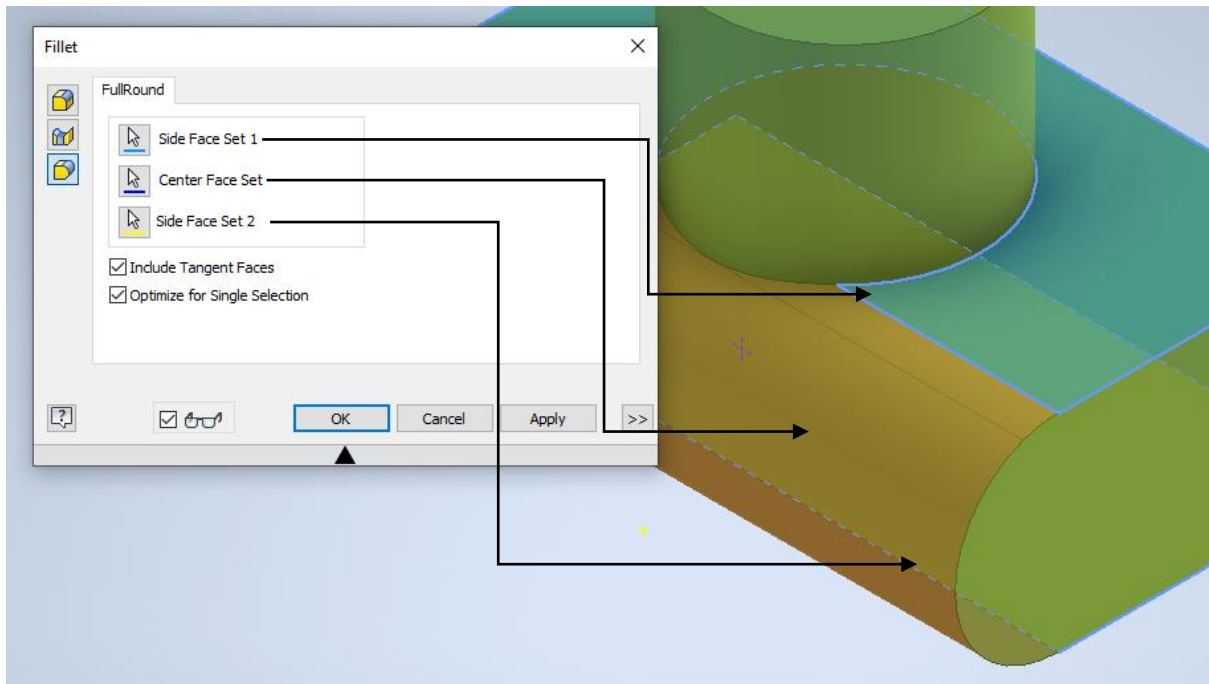 Fillet
FullRound
Side Face Set 1
Center Face Set
Side Face Set 2
Include Tangent Faces
Optimize for Single Selection
?
OK
Cancel
Apply
>>